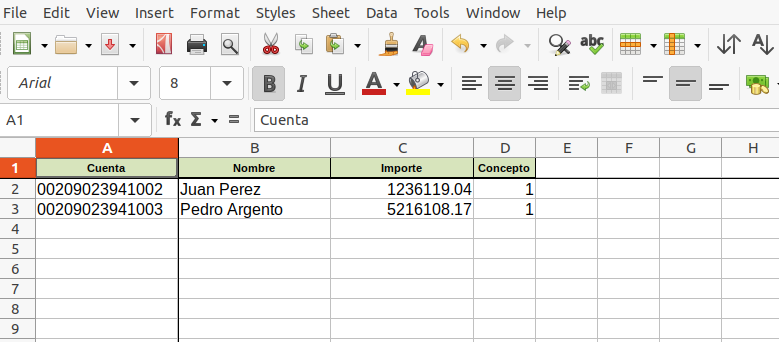 File Edit View Insert Format Styles Sheet Data Tools Window Help
abc
Arial 8 B I U A
A1 fx Σ = Cuenta
A B C D E F G H
1 Cuenta Nombre Importe Concepto
2 00209023941002 Juan Perez 1236119.04 1
3 00209023941003 Pedro Argento 5216108.17 1
4
5
6
7
8
9